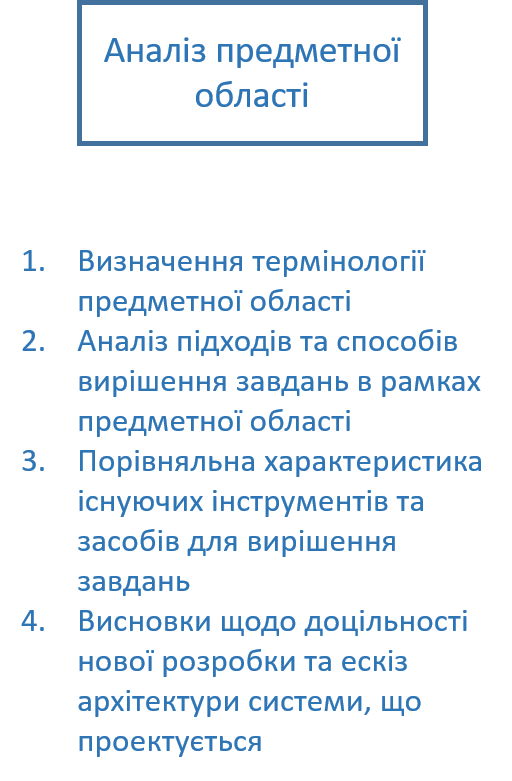 Аналіз предметної
області
1. Визначення термінології
предметної області
2. Аналіз підходів та способів
вирішення завдань в рамках
предметної області
3. Порівняльна характеристика
існуючих інструментів та
засобів для вирішення
завдань
4. Висновки щодо доцільності
нової розробки та ескіз
архітектури системи, що
проектується